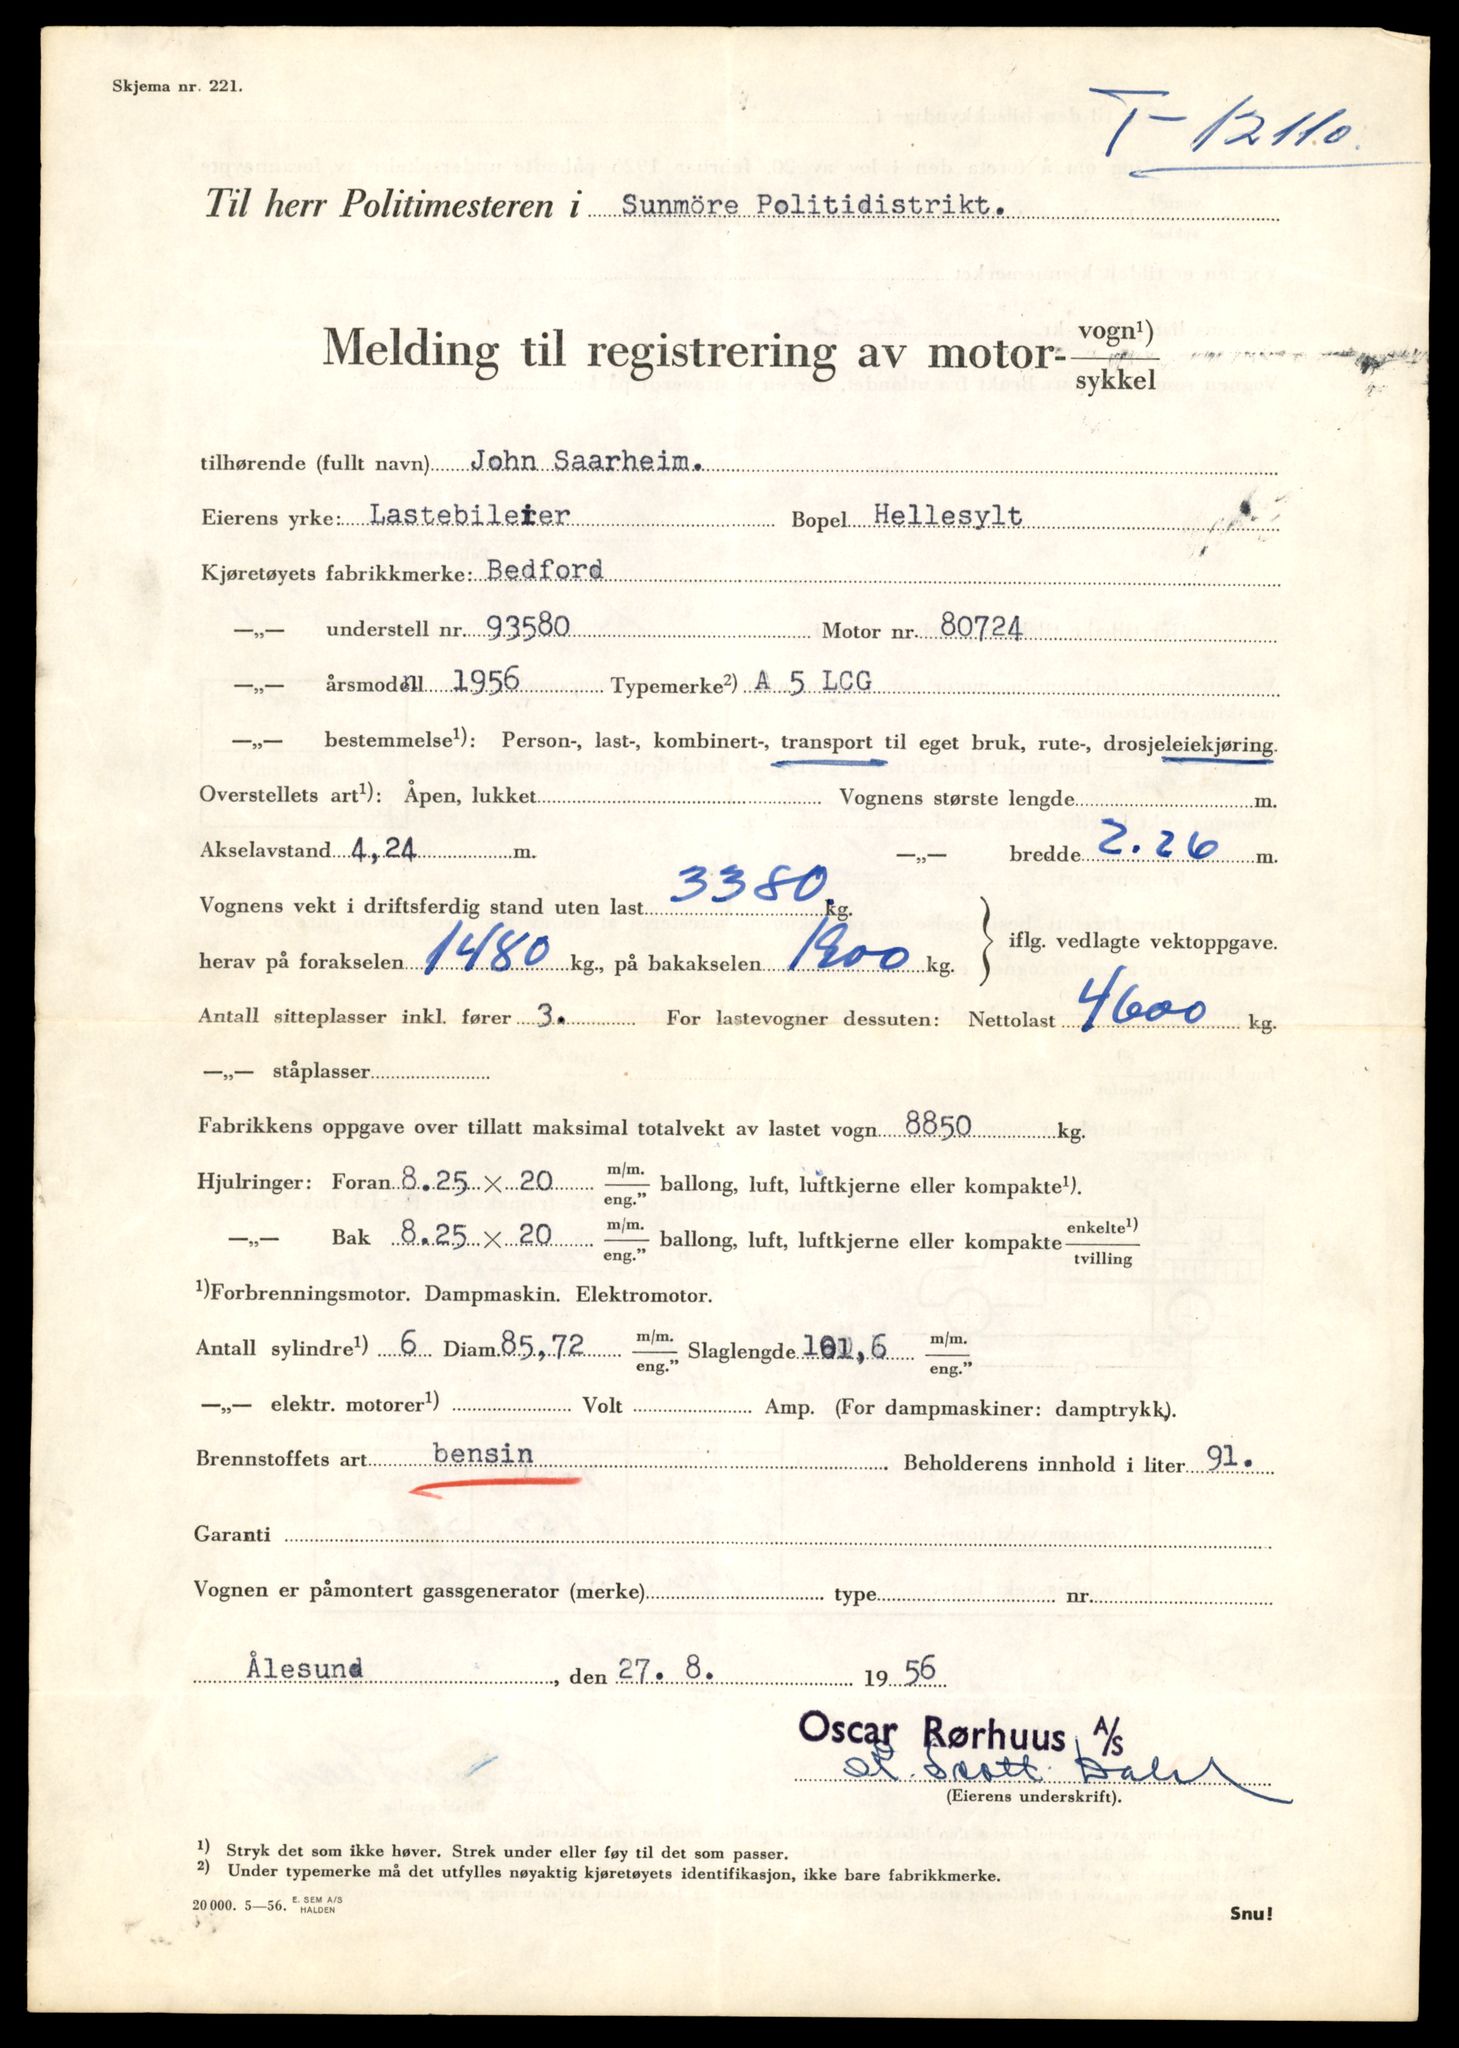 Skjema nr. 221.
T-12110.
Til herr Politimesteren i Sunmöre Politidistrikt.
Melding til registrering av motor- vogn¹) / sykkel
tilhørende (fullt navn) John Saarheim.
Eierens yrke: Lastebileier Bopel Hellesylt
Kjøretøyets fabrikkmerke: Bedford
—„— understell nr. 93580 Motor nr. 80724
—„— årsmodell 1956 Typemerke²) A 5 LCG
—„— bestemmelse¹): Person-, last-, kombinert-, transport til eget bruk, rute-, drosjeleiekjøring.
Overstellets art¹): Åpen, lukket Vognens største lengde m.
Akselavstand 4,24 m. —„— bredde 2.26 m.
Vognens vekt i driftsferdig stand uten last 3380 kg.
herav på forakselen 1480 kg., på bakakselen 1900 kg. } iflg. vedlagte vektoppgave.
Antall sitteplasser inkl. fører 3. For lastevogner dessuten: Nettolast 4600 kg.
—„— ståplasser
Fabrikkens oppgave over tillatt maksimal totalvekt av lastet vogn 8850 kg.
Hjulringer: Foran 8.25 x 20 m/m. / eng.” ballong, luft, luftkjerne eller kompakte¹).
—„— Bak 8.25 x 20 m/m. / eng.” ballong, luft, luftkjerne eller kompakte enkelte¹) / tvilling
¹)Forbrenningsmotor. Dampmaskin. Elektromotor.
Antall sylindre¹) 6 Diam. 85,72 m/m. / eng.” Slaglengde 101,6 m/m. / eng.”
—„— elektr. motorer¹) Volt Amp. (For dampmaskiner: damptrykk).
Brennstoffets art bensin Beholderens innhold i liter 91.
Garanti
Vognen er påmontert gassgenerator (merke) type nr.
Ålesund, den 27. 8. 1956
Oscar Rørhuus A/S
Scott Dahl
(Eierens underskrift).
¹) Stryk det som ikke høver. Strek under eller føy til det som passer.
²) Under typemerke må det utfylles nøyaktig kjøretøyets identifikasjon, ikke bare fabrikkmerke.
20 000. 5—56. E. SEM A/S HALDEN
Snu!